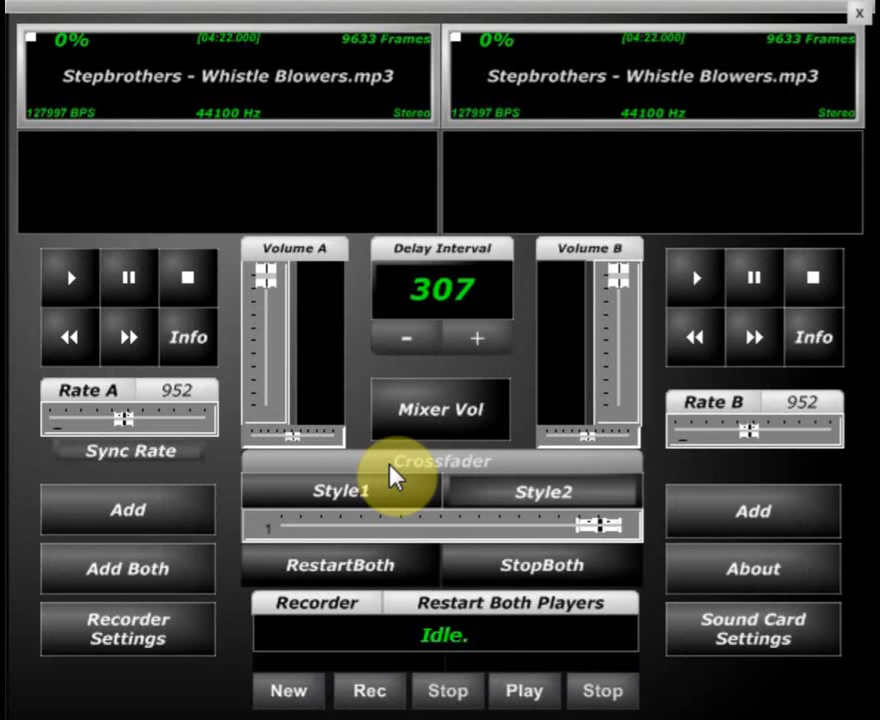 X
0% [04:22.000] 9633 Frames
Stepbrothers - Whistle Blowers.mp3
127997 BPS 44100 Hz Stereo
0% [04:22.000] 9633 Frames
Stepbrothers - Whistle Blowers.mp3
127997 BPS 44100 Hz Stereo
Volume A
Delay Interval
Volume B
307
- +
Info
Info
Rate A 952
Mixer Vol
Rate B 952
Sync Rate
Crossfader
Style1 Style2
1
Add
Add
RestartBoth StopBoth
Add Both
About
Recorder Restart Both Players
Idle.
Recorder
Settings
Sound Card
Settings
New Rec Stop Play Stop